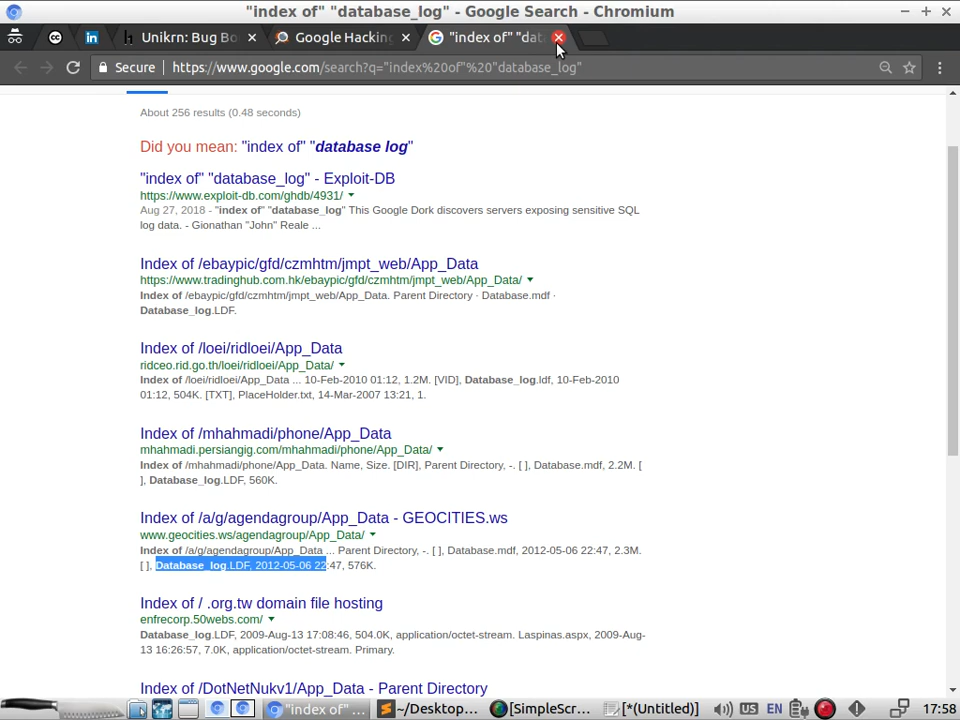 "index of" "database_log" - Google Search - Chromium
Unikrn: Bug Bo
Google Hackin
"index of" "dat
Secure
https://www.google.com/search?q="index%20of"%20"database_log"
About 256 results (0.48 seconds)
Did you mean: "index of" "database log"
"index of" "database_log" - Exploit-DB
https://www.exploit-db.com/ghdb/4931/
Aug 27, 2018 - "index of" "database_log" This Google Dork discovers servers exposing sensitive SQL
log data. - Gionathan "John" Reale ...
Index of /ebaypic/gfd/czmhtm/jmpt_web/App_Data
https://www.tradinghub.com.hk/ebaypic/gfd/czmhtm/jmpt_web/App_Data/
Index of /ebaypic/gfd/czmhtm/jmpt_web/App_Data. Parent Directory · Database.mdf ·
Database_log.LDF.
Index of /loei/ridloei/App_Data
ridceo.rid.go.th/loei/ridloei/App_Data/
Index of /loei/ridloei/App_Data ... 10-Feb-2010 01:12, 1.2M. [VID], Database_log.ldf, 10-Feb-2010
01:12, 504K. [TXT], PlaceHolder.txt, 14-Mar-2007 13:21, 1.
Index of /mhahmadi/phone/App_Data
mhahmadi.persiangig.com/mhahmadi/phone/App_Data/
Index of /mhahmadi/phone/App_Data. Name, Size. [DIR], Parent Directory, -. [ ], Database.mdf, 2.2M. [
], Database_log.LDF, 560K.
Index of /a/g/agendagroup/App_Data - GEOCITIES.ws
www.geocities.ws/agendagroup/App_Data/
Index of /a/g/agendagroup/App_Data ... Parent Directory, -. [ ], Database.mdf, 2012-05-06 22:47, 2.3M.
[ ], Database_log.LDF, 2012-05-06 22:47, 576K.
Index of / .org.tw domain file hosting
enfrecorp.50webs.com/
Database_log.LDF, 2009-Aug-13 17:08:46, 504.0K, application/octet-stream. Laspinas.aspx, 2009-Aug-
13 16:26:57, 7.0K, application/octet-stream. Primary.
Index of /DotNetNukv1/App_Data - Parent Directory
"index of" ...
~/Desktop...
[SimpleScr...
[*(Untitled)]
US
17:58